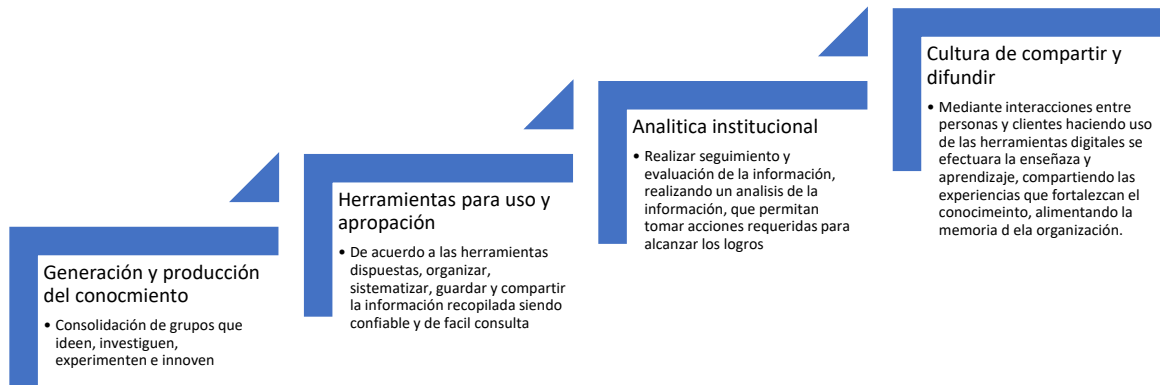 Generación y producción
del conocmiento
• Consolidación de grupos que
ideen, investiguen,
experimenten e innoven
Herramientas para uso y
apropación
• De acuerdo a las herramientas
dispuestas, organizar,
sistematizar, guardar y compartir
la información recopilada siendo
confiable y de facil consulta
Analitica institucional
• Realizar seguimiento y
evaluación de la información,
realizando un analisis de la
información, que permitan
tomar acciones requeridas para
alcanzar los logros
Cultura de compartir y
difundir
• Mediante interacciones entre
personas y clientes haciendo uso
de las herramientas digitales se
efectuara la enseñaza y
aprendizaje, compartiendo las
experiencias que fortalezcan el
conocimeinto, alimentando la
memoria d ela organización.